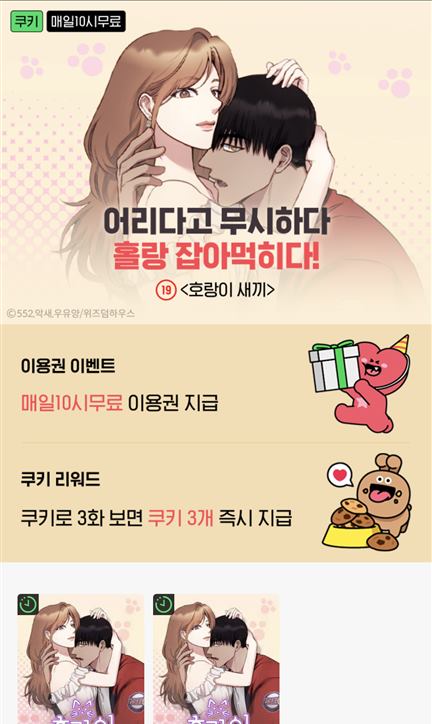 쿠키 매일10시무료
어리다고 무시하다
홀랑 잡아먹히다!
19 <호랑이 새끼>
©552,악새,우유양/위즈덤하우스
이용권 이벤트
매일10시무료 이용권 지급
쿠키 리워드
쿠키로 3화 보면 쿠키 3개 즉시 지급